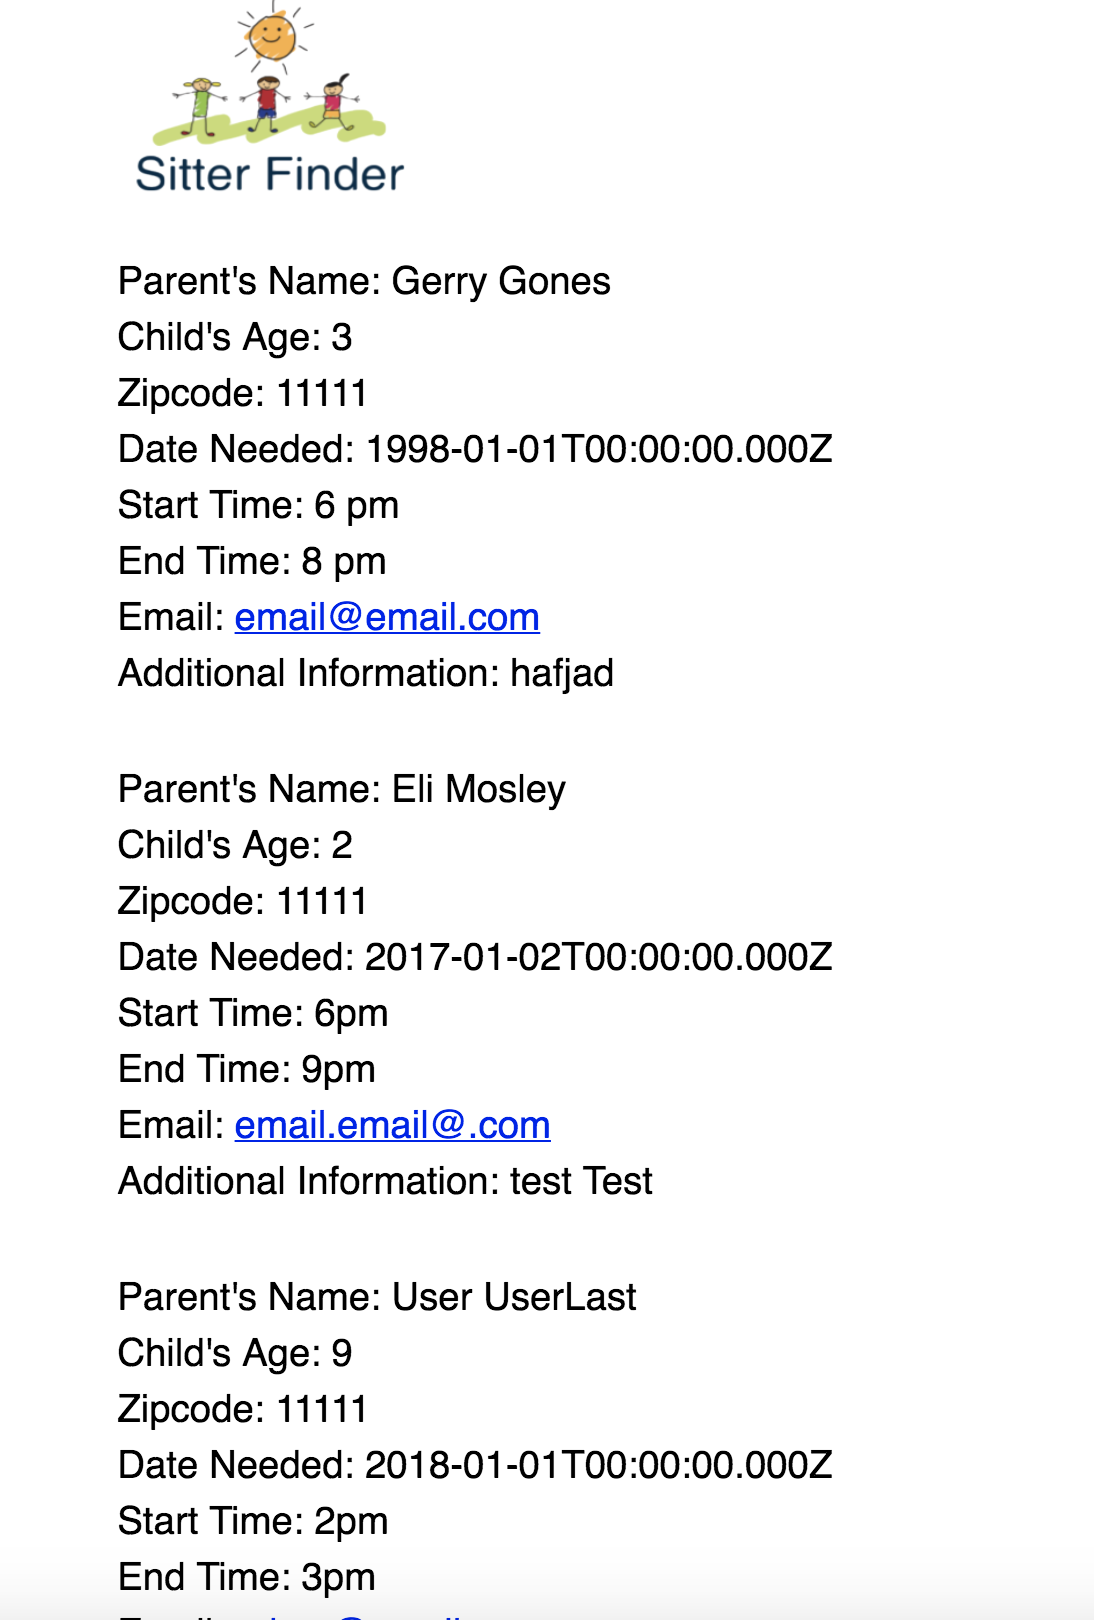 Sitter Finder
Parent's Name: Gerry Gones
Child's Age: 3
Zipcode: 11111
Date Needed: 1998-01-01T00:00:00.000Z
Start Time: 6 pm
End Time: 8 pm
Email: email@email.com
Additional Information: hafjad
Parent's Name: Eli Mosley
Child's Age: 2
Zipcode: 11111
Date Needed: 2017-01-02T00:00:00.000Z
Start Time: 6pm
End Time: 9pm
Email: email.email@.com
Additional Information: test Test
Parent's Name: User UserLast
Child's Age: 9
Zipcode: 11111
Date Needed: 2018-01-01T00:00:00.000Z
Start Time: 2pm
End Time: 3pm